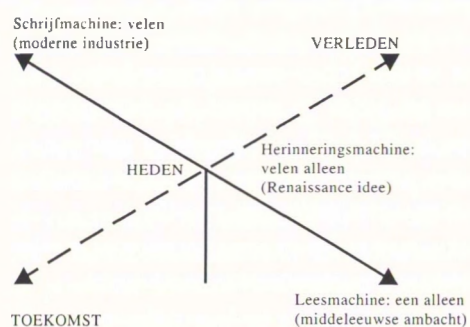 Schrijfmachine: velen
(moderne industrie)
VERLEDEN
HEDEN
Herinneringsmachine:
velen alleen
(Renaissance idee)
TOEKOMST
Leesmachine: een alleen
(middeleeuwse ambacht)